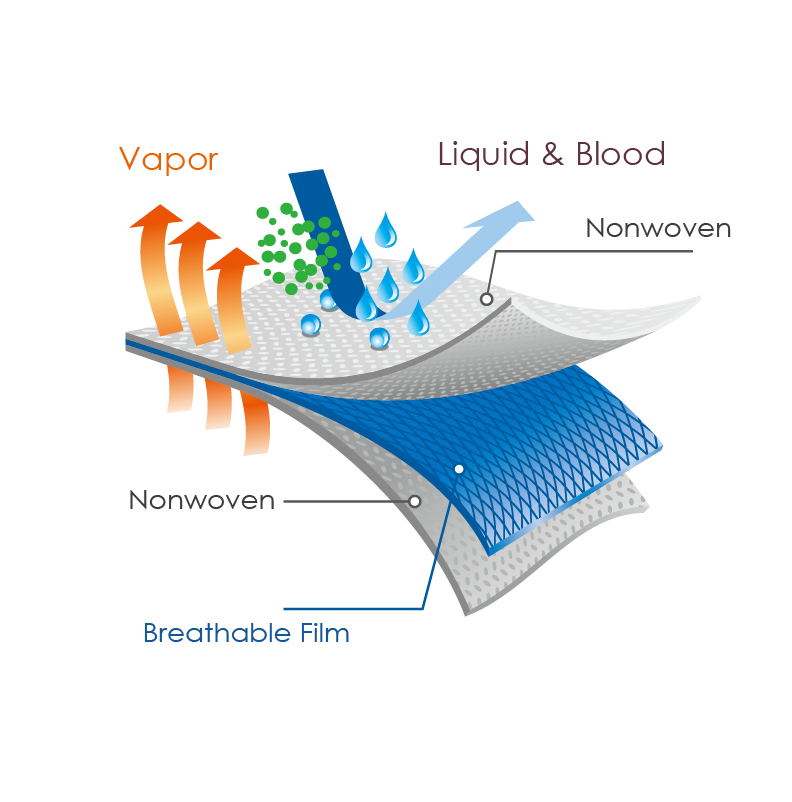 Vapor
Liquid & Blood
Nonwoven
Nonwoven
Breathable Film